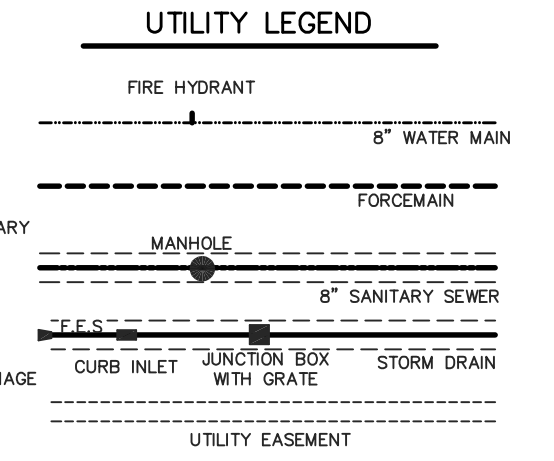 UTILITY LEGEND
FIRE HYDRANT
8" WATER MAIN
FORCEMAIN
ARY
MANHOLE
8" SANITARY SEWER
F.E.S
CURB INLET
JUNCTION BOX
WITH GRATE
STORM DRAIN
NAGE
UTILITY EASEMENT